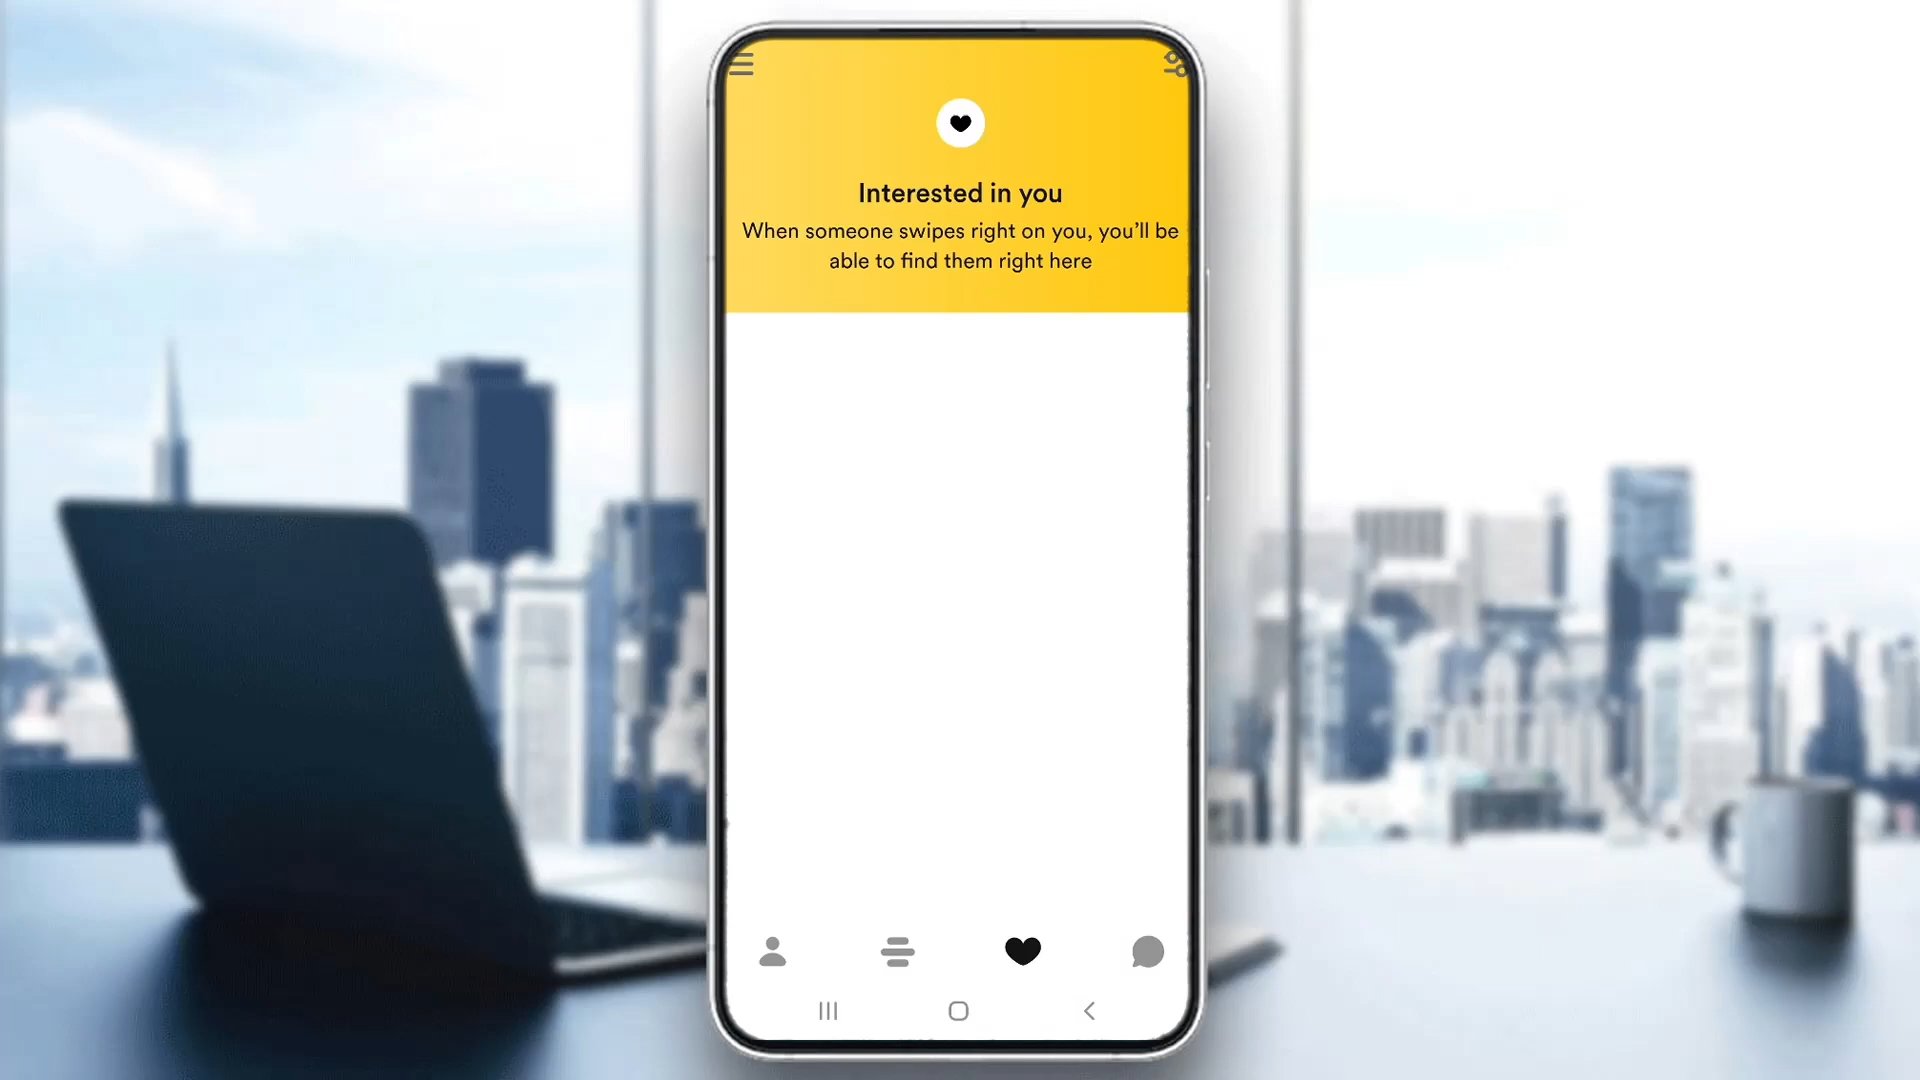 Interested in you
When someone swipes right on you, you'll be
able to find them right here